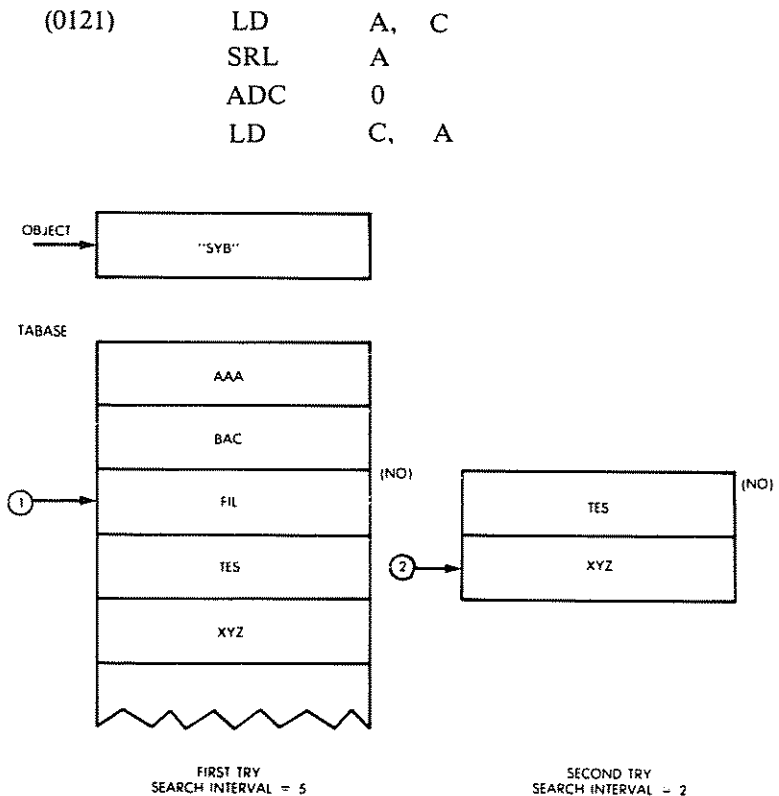 (0121) LD A, C
SRL A
ADC 0
LD C, A
OBJECT
"SYB"
TABASE
AAA
BAC
(NO)
1
FIL
TES
XYZ
(NO)
TES
2
XYZ
FIRST TRY
SEARCH INTERVAL = 5
SECOND TRY
SEARCH INTERVAL = 2